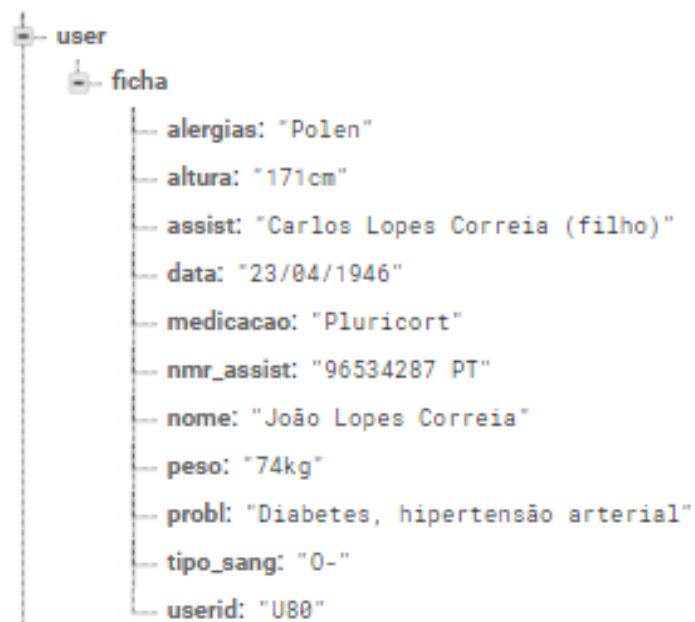 user
ficha
alergias: "Polen"
altura: "171cm"
assist: "Carlos Lopes Correia (filho)"
data: "23/04/1946"
medicacao: "Pluricort"
nmr_assist: "96534287 PT"
nome: "João Lopes Correia"
peso: "74kg"
probl: "Diabetes, hipertensão arterial"
tipo_sang: "O-"
userid: "U80"